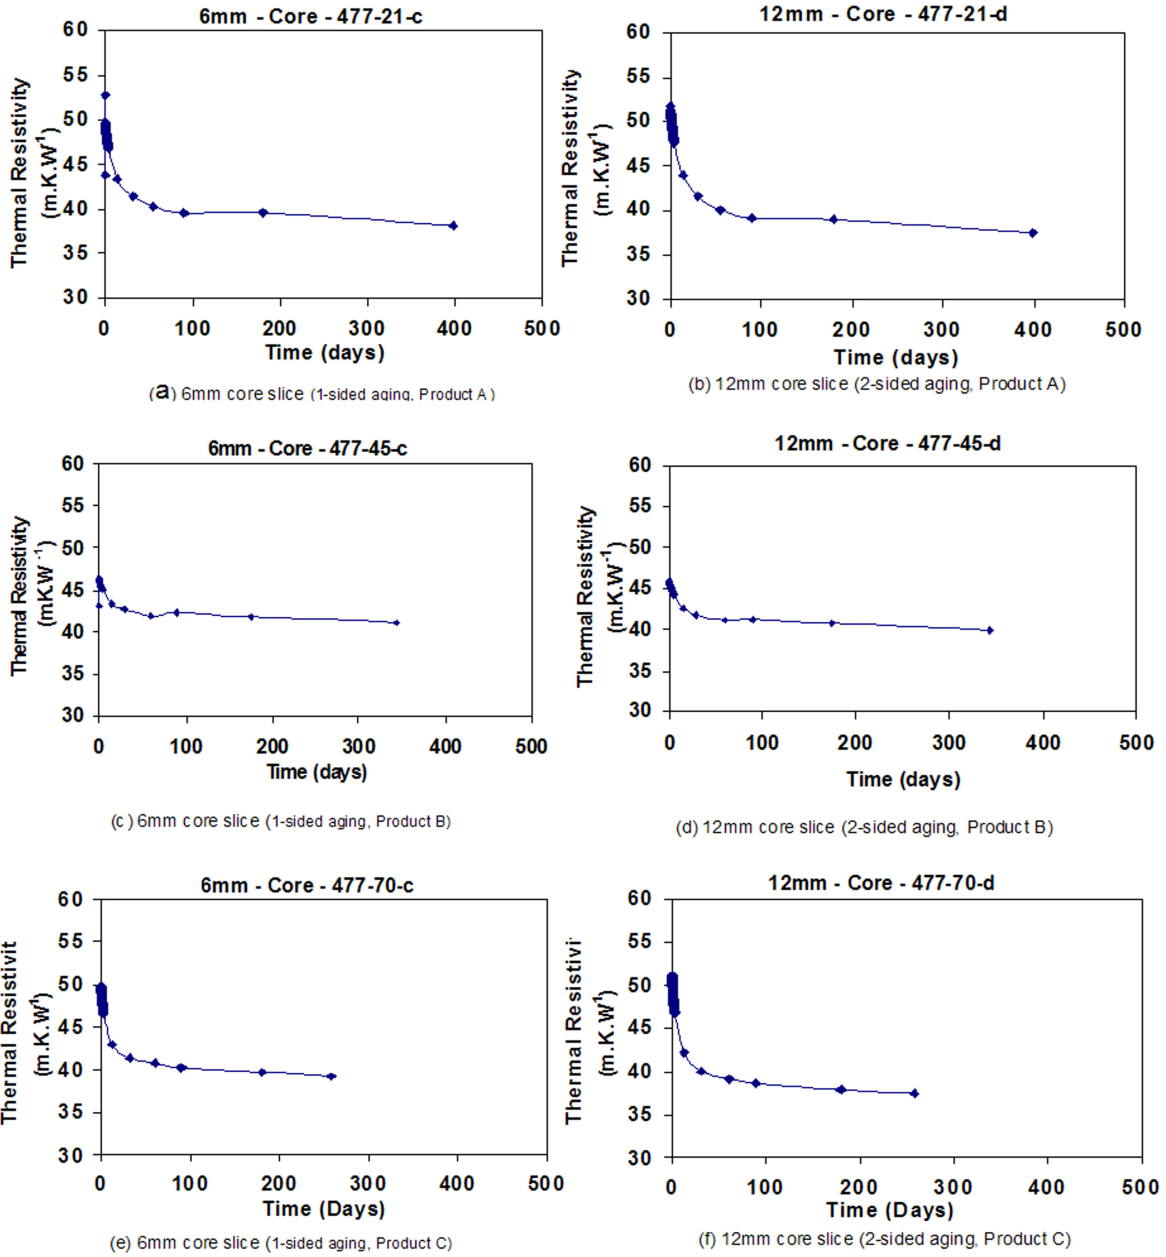 6mm - Core - 477-21-c
60
55
50
45
40
35
30
Thermal Resistivity
(m.K.W¹)
0 100 200 300 400 500
Time (days)
(a) 6mm core slice (1-sided aging, Product A)
12mm - Core - 477-21-d
60
55
50
45
40
35
30
Thermal Resistivity
(m.K.W¹)
0 100 200 300 400 500
Time (days)
(b) 12mm core slice (2-sided aging, Product A)
6mm - Core - 477-45-c
60
55
50
45
40
35
30
Thermal Resistivity
(mK.W⁻¹)
0 100 200 300 400 500
Time (days)
(c) 6mm core slice (1-sided aging, Product B)
12mm - Core - 477-45-d
60
55
50
45
40
35
30
Thermal Resistivity
(m.K.W⁻¹)
0 100 200 300 400 500
Time (days)
(d) 12mm core slice (2-sided aging, Product B)
6mm - Core - 477-70-c
60
55
50
45
40
35
30
Thermal Resistivit
(m.K.W¹)
0 100 200 300 400 500
Time (Days)
(e) 6mm core slice (1-sided aging, Product C)
12mm - Core - 477-70-d
60
55
50
45
40
35
30
Thermal Resistivi
(m.K.W¹)
0 100 200 300 400 500
Time (Days)
(f) 12mm core slice (2-sided aging, Product C)